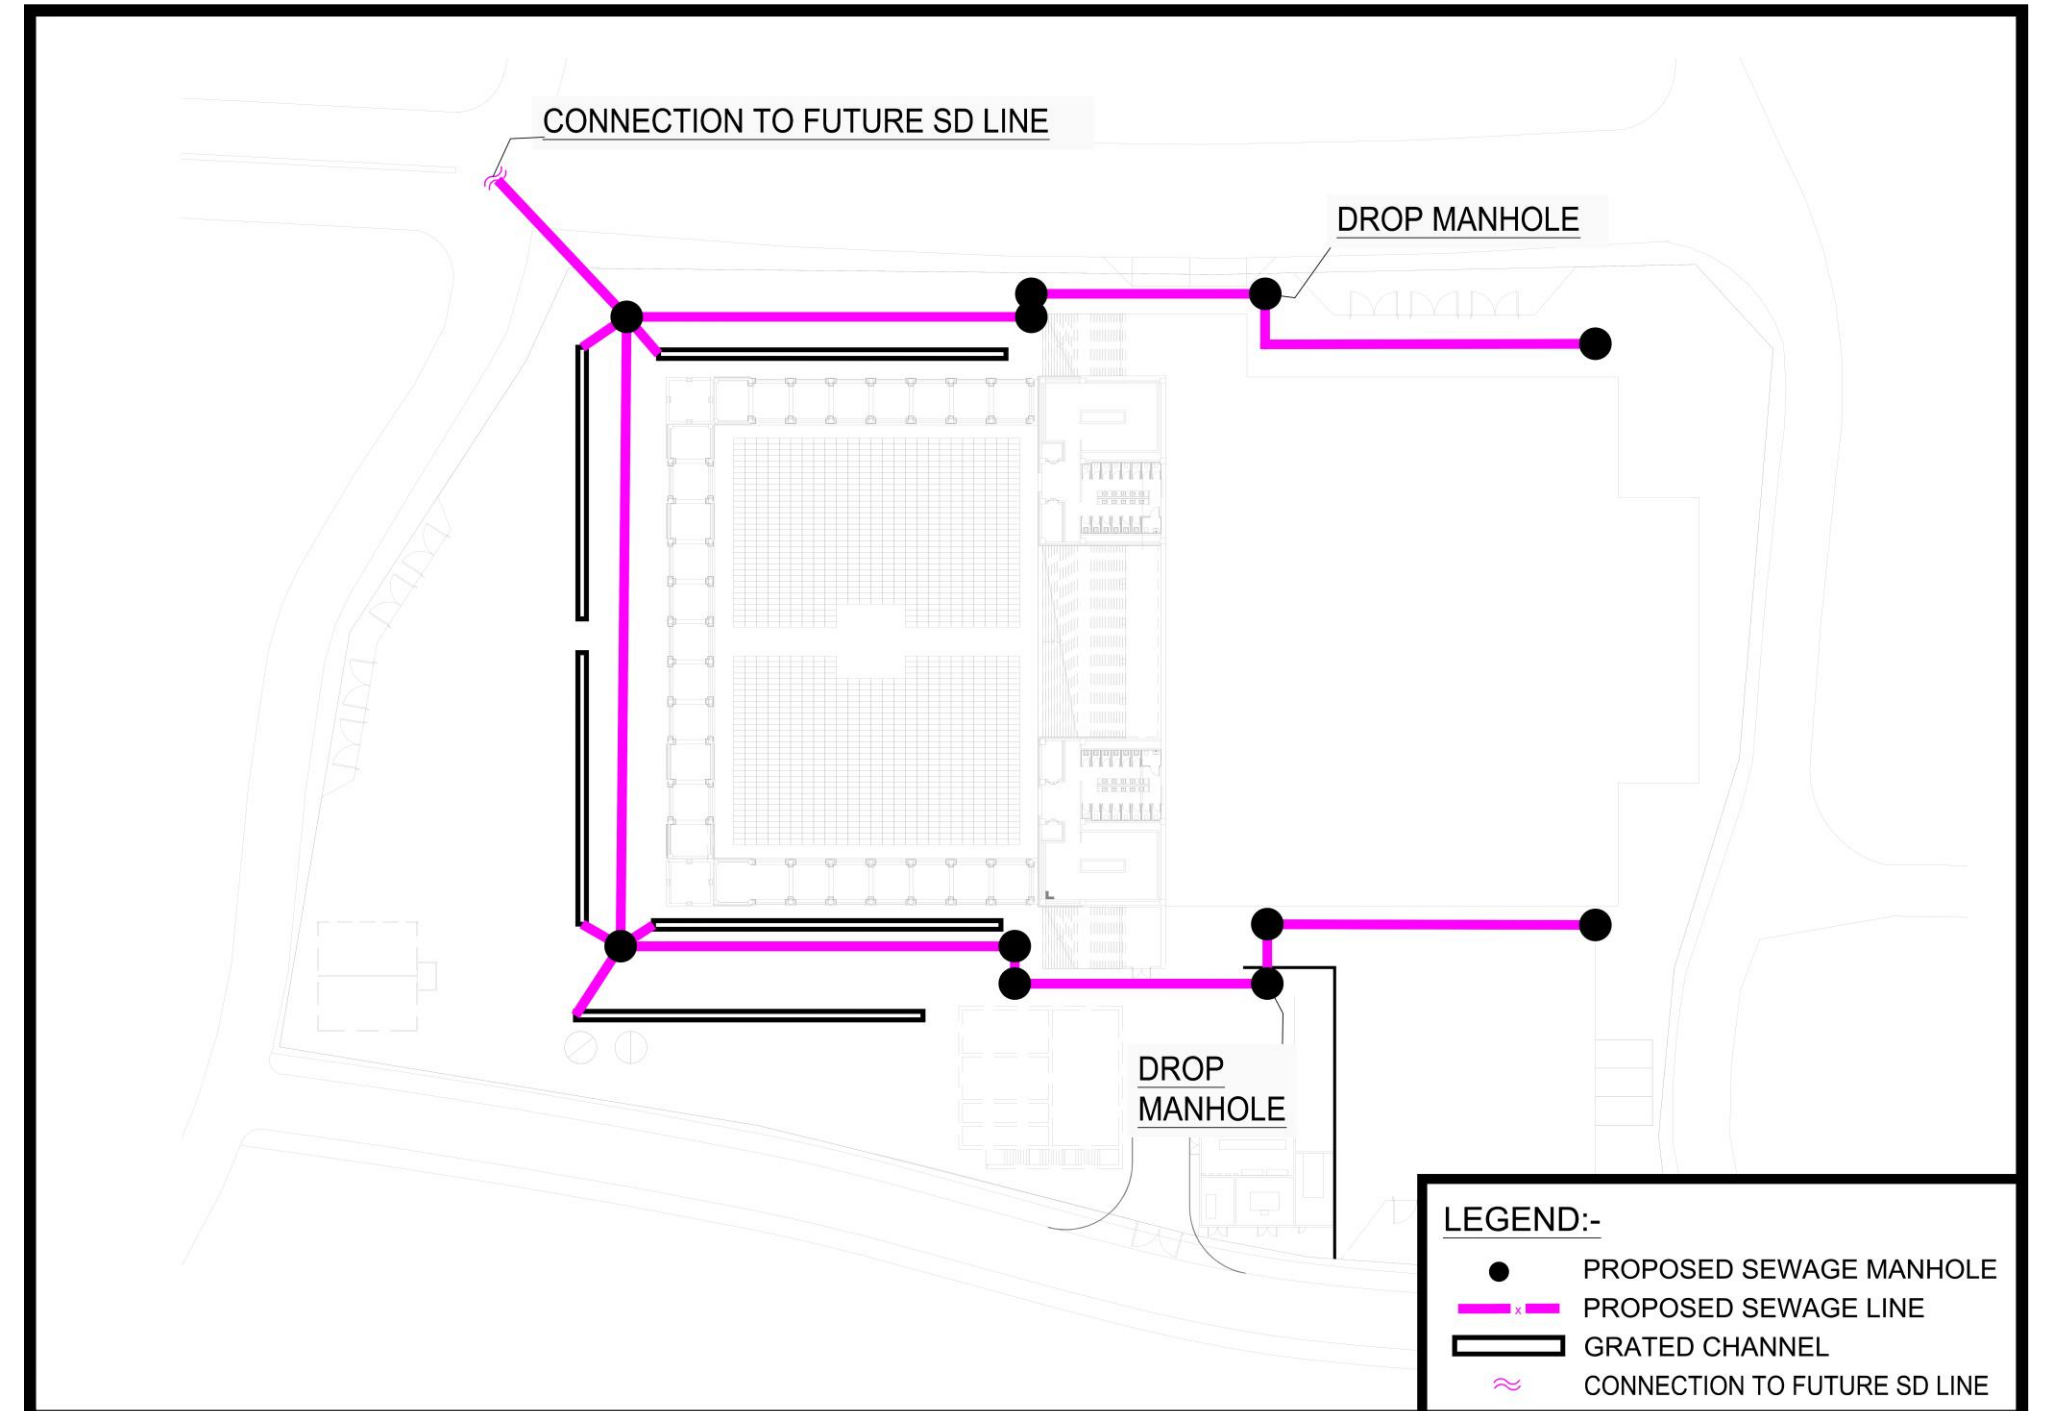 CONNECTION TO FUTURE SD LINE
DROP MANHOLE
DROP
MANHOLE
LEGEND:-
PROPOSED SEWAGE MANHOLE
x PROPOSED SEWAGE LINE
GRATED CHANNEL
CONNECTION TO FUTURE SD LINE